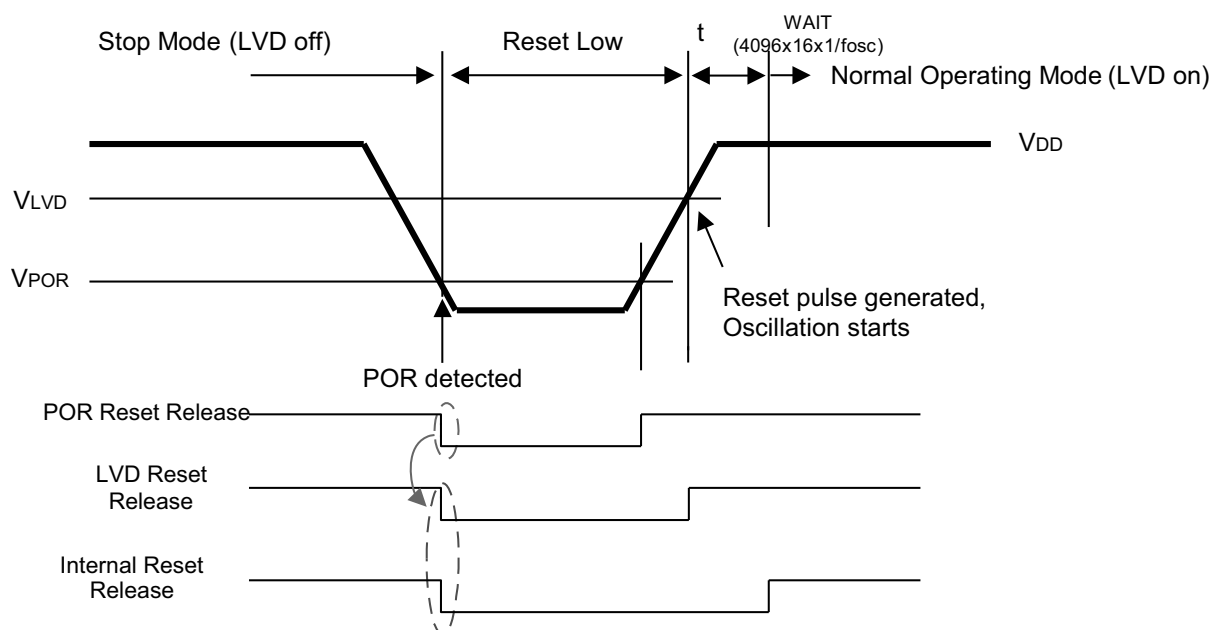 Stop Mode (LVD off)
Reset Low
t WAIT
(4096x16x1/fosc)
Normal Operating Mode (LVD on)
VDD
VLVD
VPOR
Reset pulse generated,
Oscillation starts
POR detected
POR Reset Release
LVD Reset
Release
Internal Reset
Release